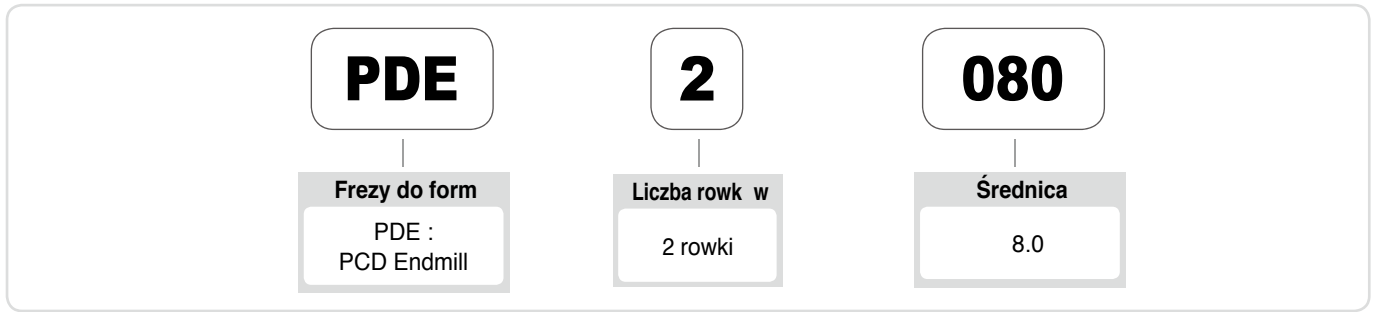 PDE 2 080
Frezy do form
PDE :
PCD Endmill
Liczba rowk w
2 rowki
Średnica
8.0